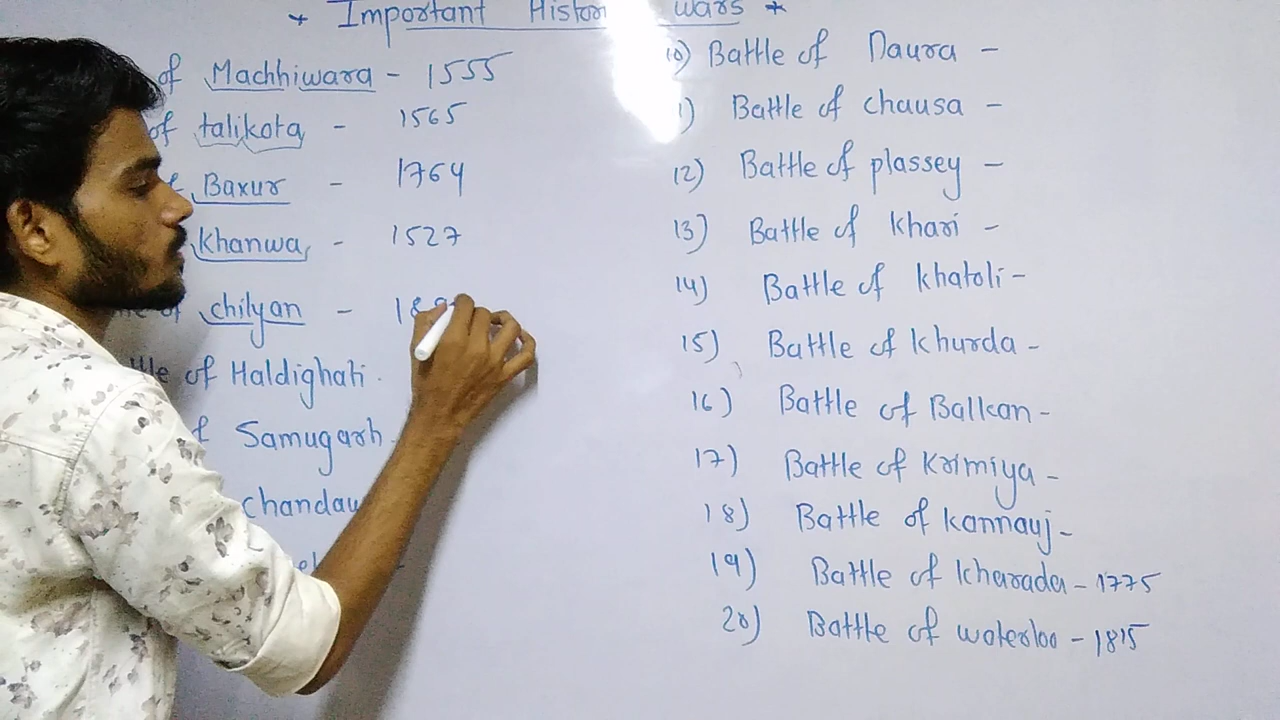 * Important Histor wars *
of Machhiwara - 1555
of talikota - 1565
Baxur - 1764
Khanwa - 1527
of chilyan - 18
of Haldighati
Samugarh
chandau
10) Battle of Daura -
1) Battle of chausa -
12) Battle of plassey -
13) Battle of khari -
14) Battle of khatoli -
15) Battle of khurda -
16) Battle of Balkan -
17) Battle of Krimiya -
18) Battle of kannauj -
19) Battle of kharada - 1775
20) Battle of waterloo - 1815